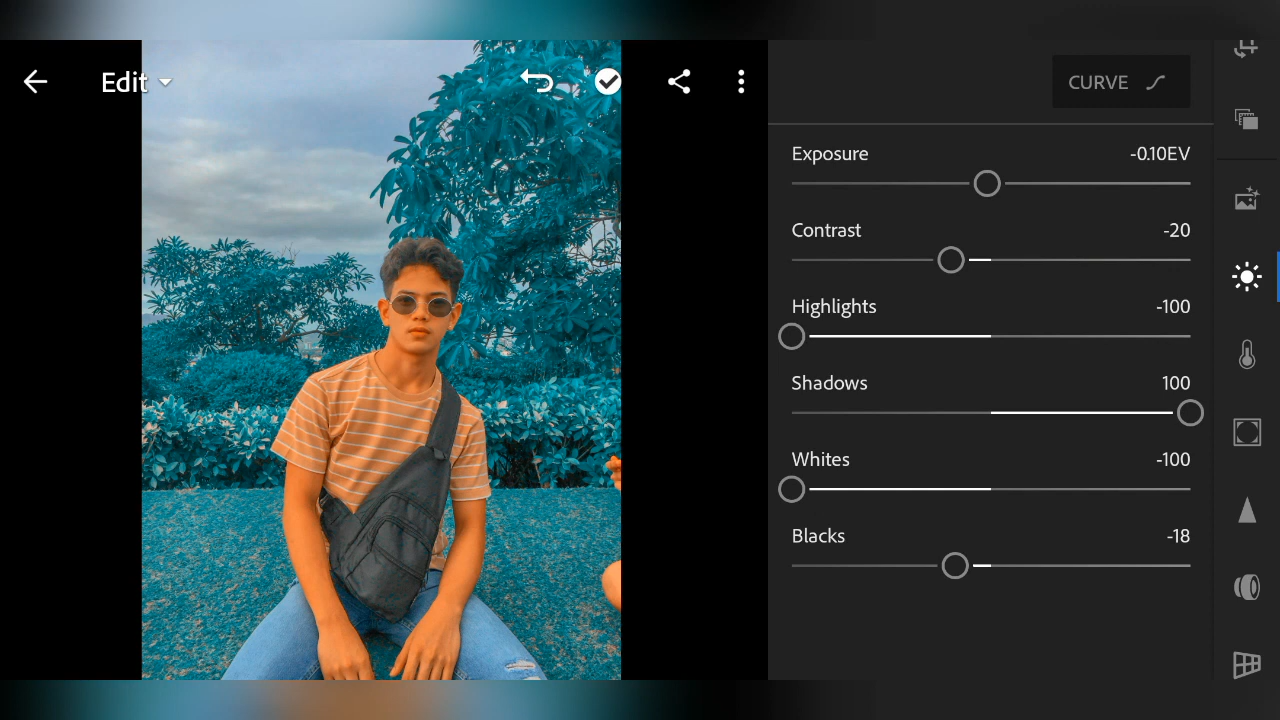 Edit
CURVE
Exposure -0.10EV
Contrast -20
Highlights -100
Shadows 100
Whites -100
Blacks -18